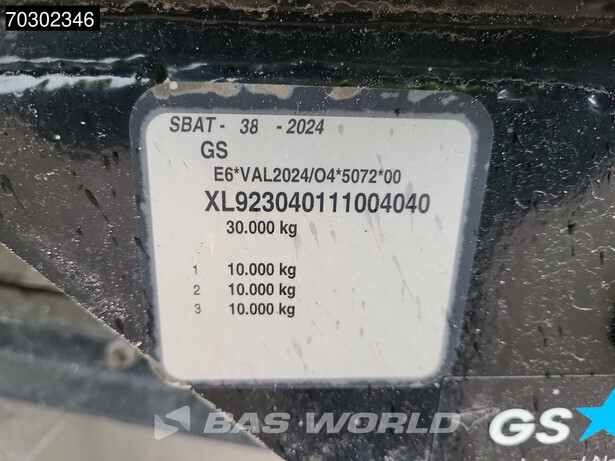 70302346
SBAT - 38 - 2024
GS
E6*VAL2024/O4*5072*00
XL923040111004040
30.000 kg
1 10.000 kg
2 10.000 kg
3 10.000 kg
BAS WORLD
GS